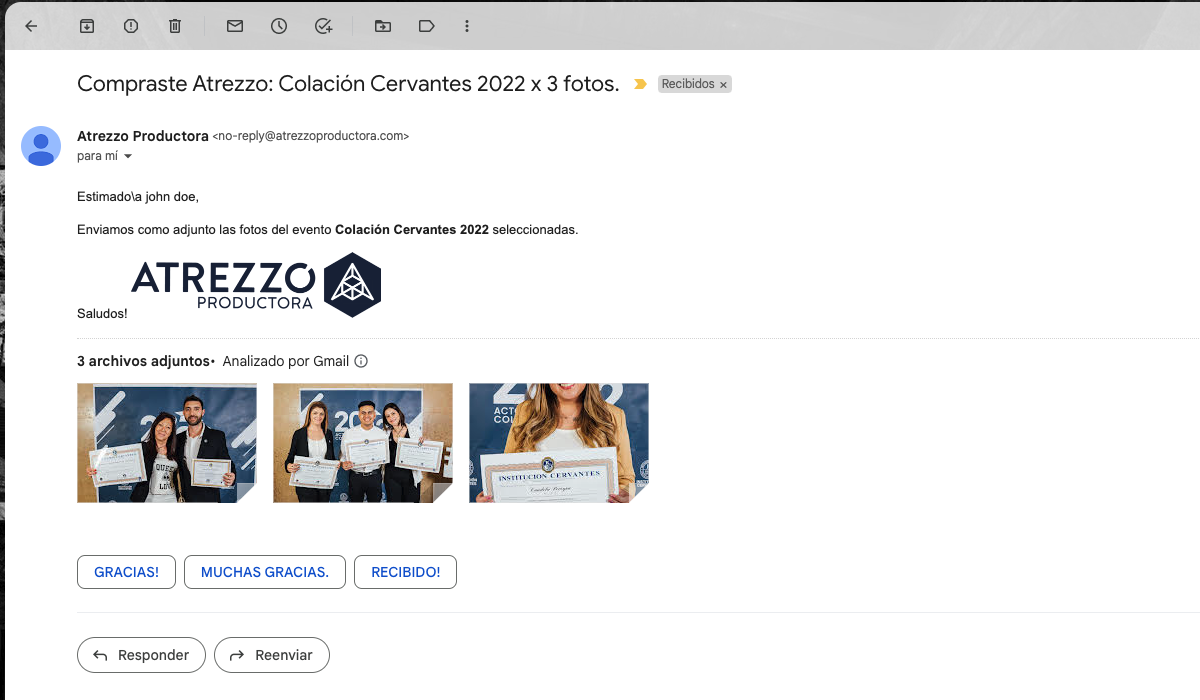 Compraste Atrezzo: Colación Cervantes 2022 x 3 fotos. Recibidos ×
Atrezzo Productora <no-reply@atrezzoproductora.com>
para mí
Estimado\a john doe,
Enviamos como adjunto las fotos del evento Colación Cervantes 2022 seleccionadas.
ATREZZO
PRODUCTORA
Saludos!
3 archivos adjuntos• Analizado por Gmail
QUEEN
LOVE
INSTITUCION CERVANTES
GRACIAS!
MUCHAS GRACIAS.
RECIBIDO!
Responder
Reenviar